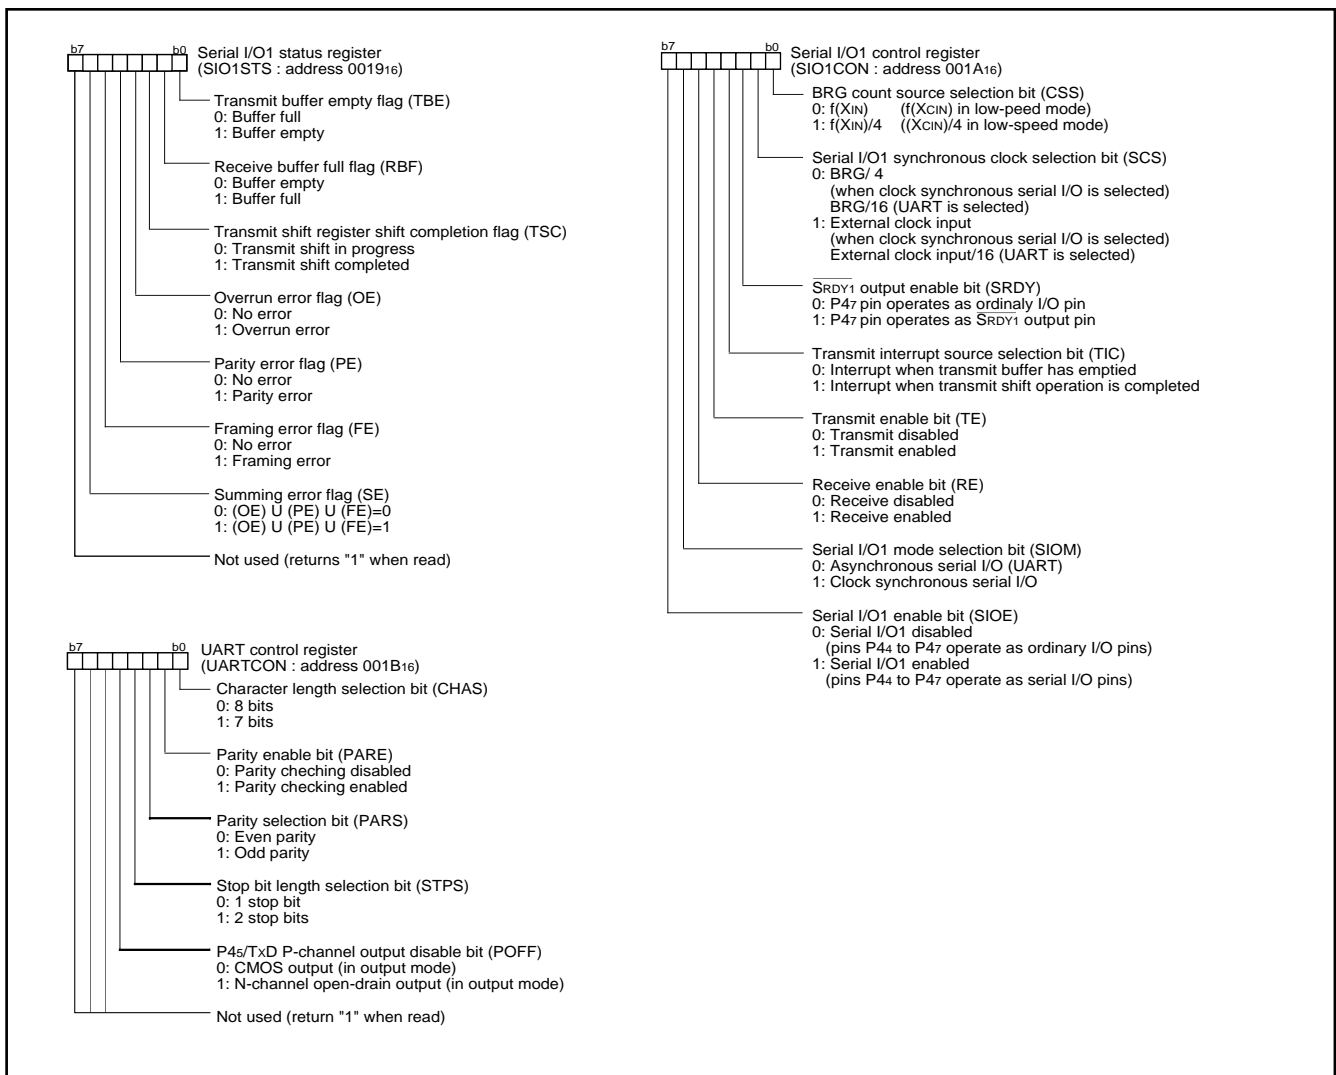 b7 b0 Serial I/O1 status register
(SIO1STS : address 001916)
Transmit buffer empty flag (TBE)
0: Buffer full
1: Buffer empty
Receive buffer full flag (RBF)
0: Buffer empty
1: Buffer full
Transmit shift register shift completion flag (TSC)
0: Transmit shift in progress
1: Transmit shift completed
Overrun error flag (OE)
0: No error
1: Overrun error
Parity error flag (PE)
0: No error
1: Parity error
Framing error flag (FE)
0: No error
1: Framing error
Summing error flag (SE)
0: (OE) U (PE) U (FE)=0
1: (OE) U (PE) U (FE)=1
Not used (returns "1" when read)
b7 b0 UART control register
(UARTCON : address 001B16)
Character length selection bit (CHAS)
0: 8 bits
1: 7 bits
Parity enable bit (PARE)
0: Parity cheching disabled
1: Parity checking enabled
Parity selection bit (PARS)
0: Even parity
1: Odd parity
Stop bit length selection bit (STPS)
0: 1 stop bit
1: 2 stop bits
P45/TXD P-channel output disable bit (POFF)
0: CMOS output (in output mode)
1: N-channel open-drain output (in output mode)
Not used (return "1" when read)
b7 b0 Serial I/O1 control register
(SIO1CON : address 001A16)
BRG count source selection bit (CSS)
0: f(XIN) (f(XCIN) in low-peed mode)
1: f(XIN)/4 ((XCIN)/4 in low-speed mode)
Serial I/O1 synchronous clock selection bit (SCS)
0: BRG/ 4
(when clock synchronous serial I/O is selected)
BRG/16 (UART is selected)
1: External clock input
(when clock synchronous serial I/O is selected)
External clock input/16 (UART is selected)
SRDY1 output enable bit (SRDY)
0: P47 pin operates as ordinaly I/O pin
1: P47 pin operates as SRDY1 output pin
Transmit interrupt source selection bit (TIC)
0: Interrupt when transmit buffer has emptied
1: Interrupt when transmit shift operation is completed
Transmit enable bit (TE)
0: Transmit disabled
1: Transmit enabled
Receive enable bit (RE)
0: Receive disabled
1: Receive enabled
Serial I/O1 mode selection bit (SIOM)
0: Asynchronous serial I/O (UART)
1: Clock synchronous serial I/O
Serial I/O1 enable bit (SIOE)
0: Serial I/O1 disabled
(pins P44 to P47 operate as ordinary I/O pins)
1: Serial I/O1 enabled
(pins P44 to P47 operate as serial I/O pins)